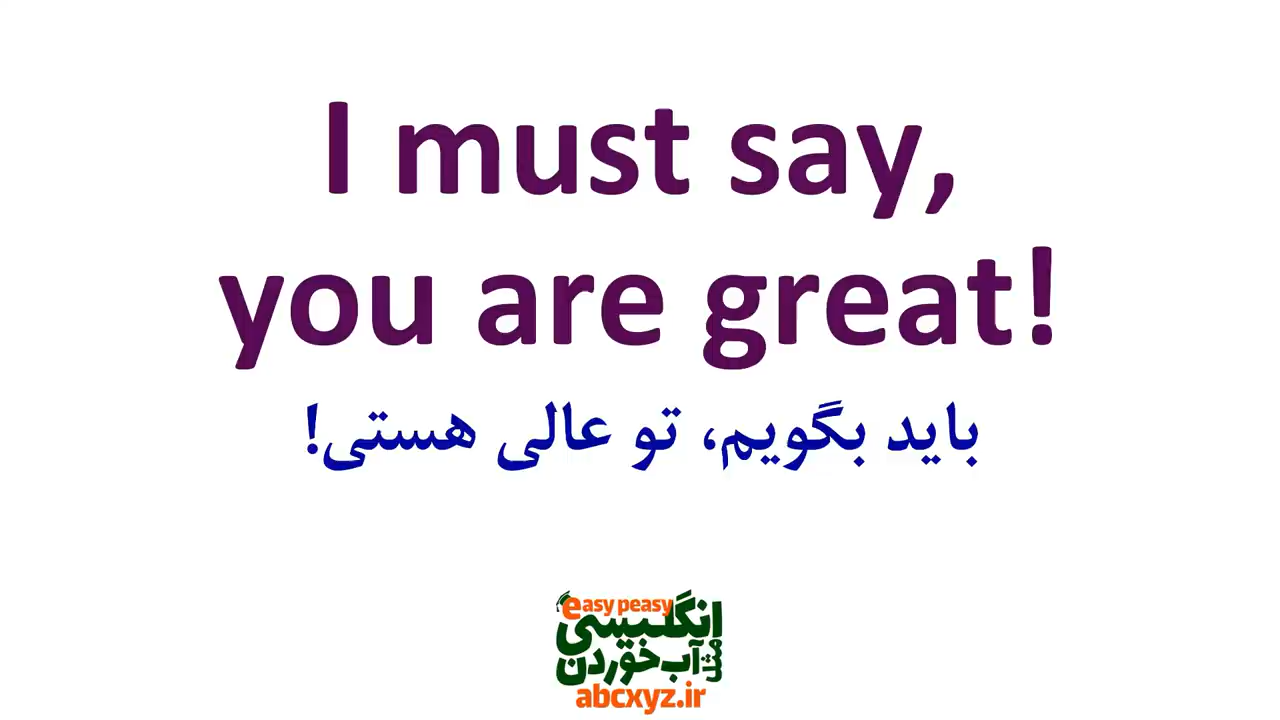 I must say,
you are great!
باید بگویم، تو عالی هستی!
easy peasy
انگلیسی
مثل
آب خوردن
abcxyz.ir